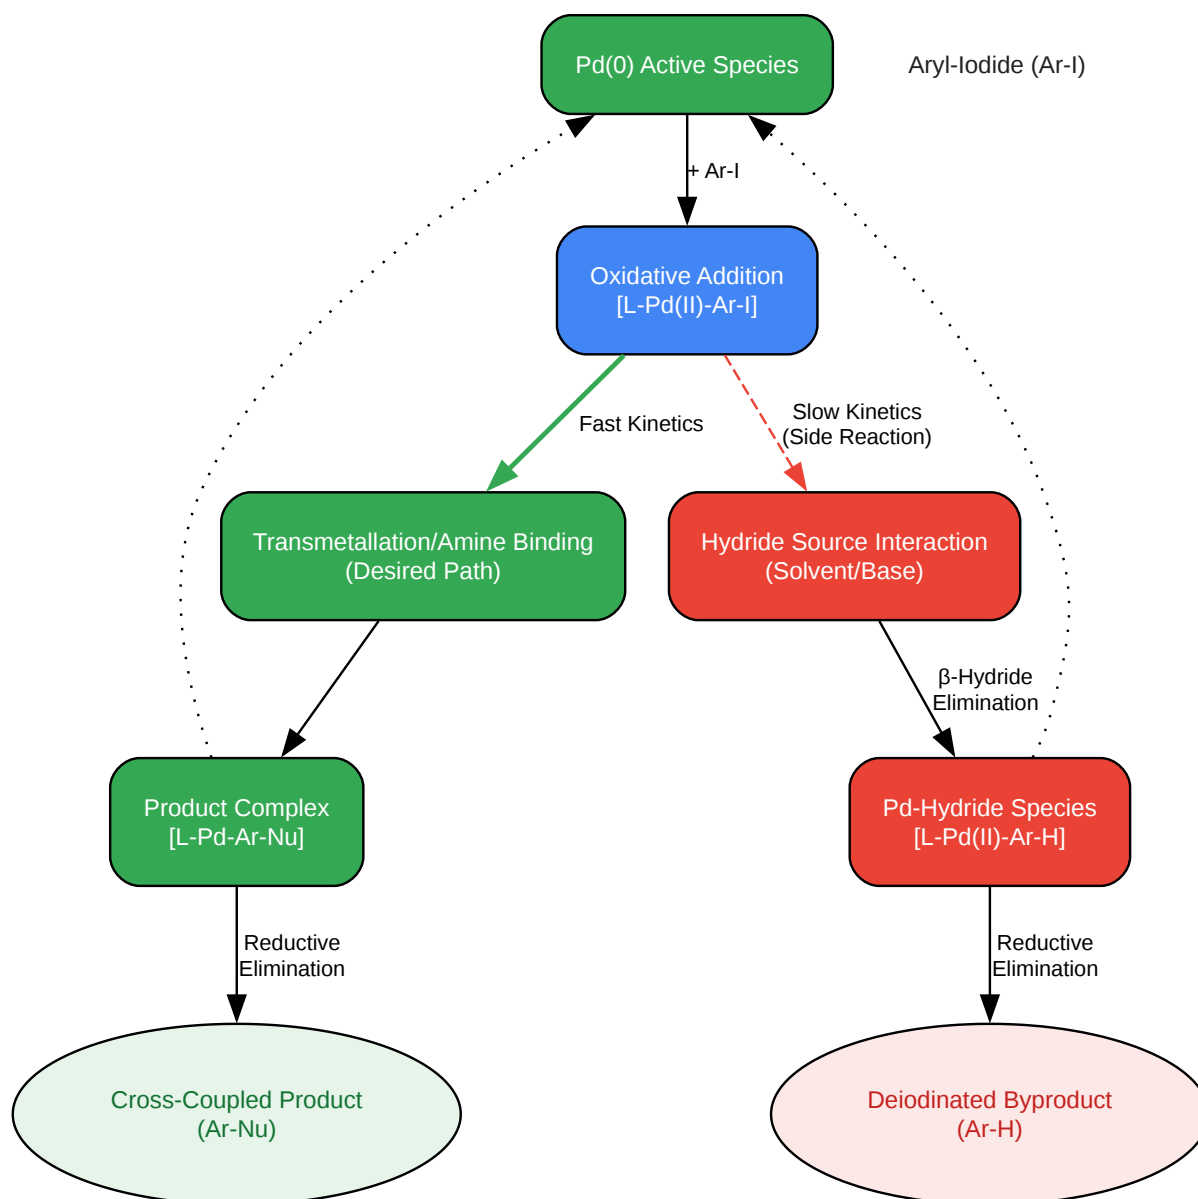 Pd(0) Active Species
Aryl-Iodide (Ar-I)
+ Ar-I
Oxidative Addition
[L-Pd(II)-Ar-I]
Fast Kinetics
Slow Kinetics
(Side Reaction)
Transmetallation/Amine Binding
(Desired Path)
Hydride Source Interaction
(Solvent/Base)
β-Hydride
Elimination
Product Complex
[L-Pd-Ar-Nu]
Pd-Hydride Species
[L-Pd(II)-Ar-H]
Reductive
Elimination
Reductive
Elimination
Cross-Coupled Product
(Ar-Nu)
Deiodinated Byproduct
(Ar-H)